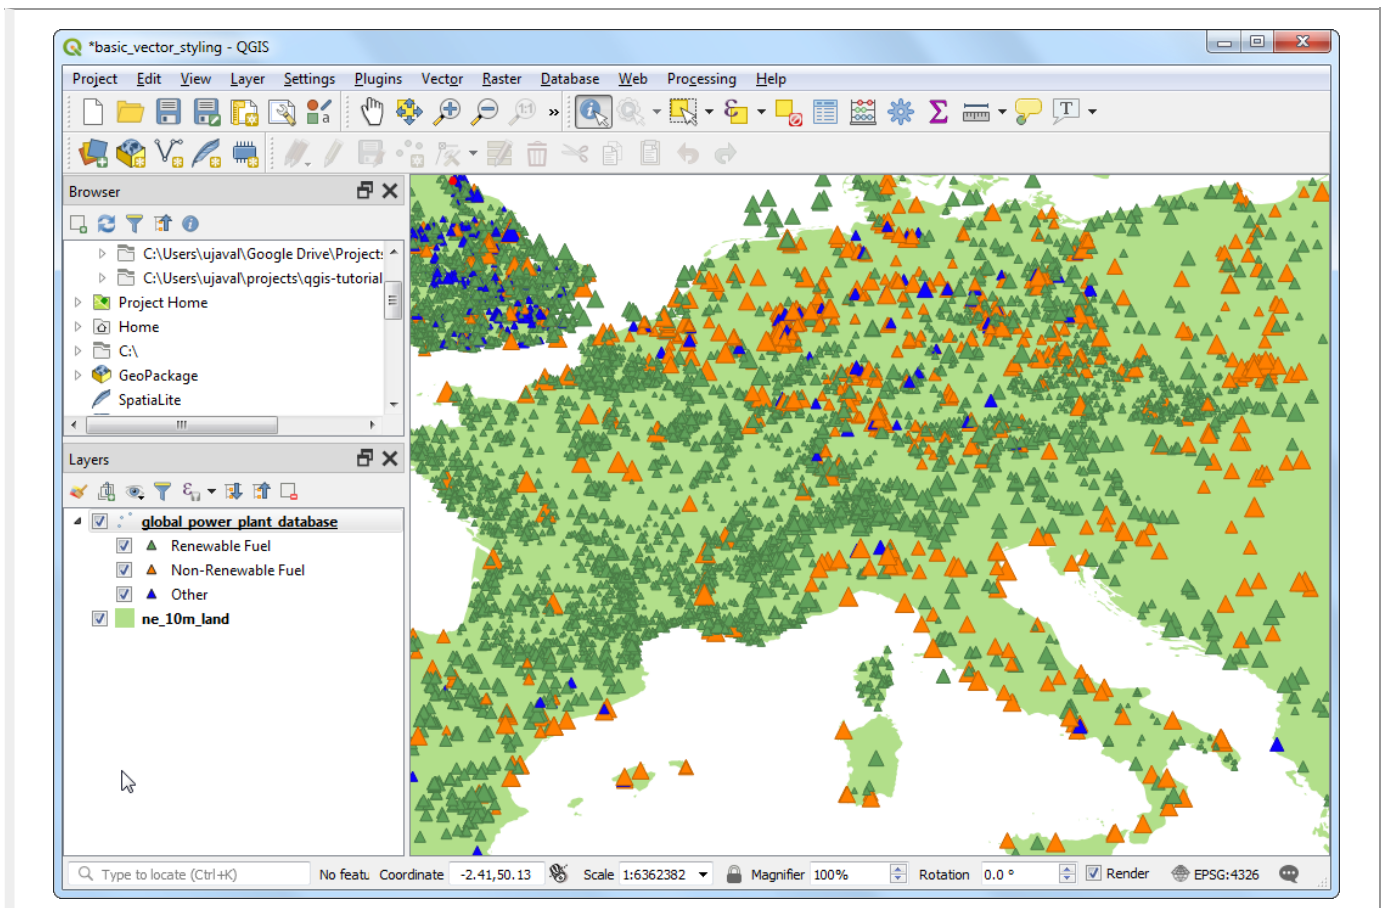 *basic_vector_styling - QGIS
Project Edit View Layer Settings Plugins Vector Raster Database Web Processing Help
Browser
C:\Users\ujaval\Google Drive\Project
C:\Users\ujaval\projects\qgis-tutorial
Project Home
Home
C:\
GeoPackage
SpatiaLite
Layers
global_power_plant_database
Renewable Fuel
Non-Renewable Fuel
Other
ne_10m_land
Type to locate (Ctrl+K) No featu Coordinate -2.41,50.13 Scale 1:6362382 Magnifier 100% Rotation 0.0 ° Render EPSG:4326